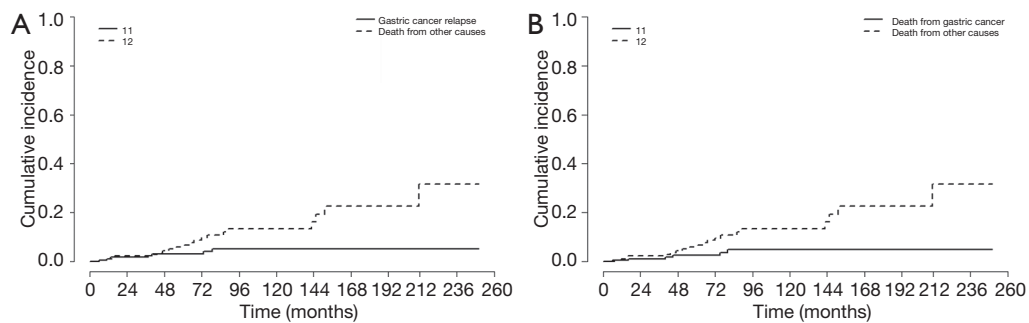 A
Cumulative incidence
1.0
0.8
0.6
0.4
0.2
0.0
11
12
Gastric cancer relapse
Death from other causes
0 24 48 72 96 120 144 168 192 212 236 260
Time (months)
B
Cumulative incidence
1.0
0.8
0.6
0.4
0.2
0.0
11
12
Death from gastric cancer
Death from other causes
0 24 48 72 96 120 144 168 192 212 236 260
Time (months)